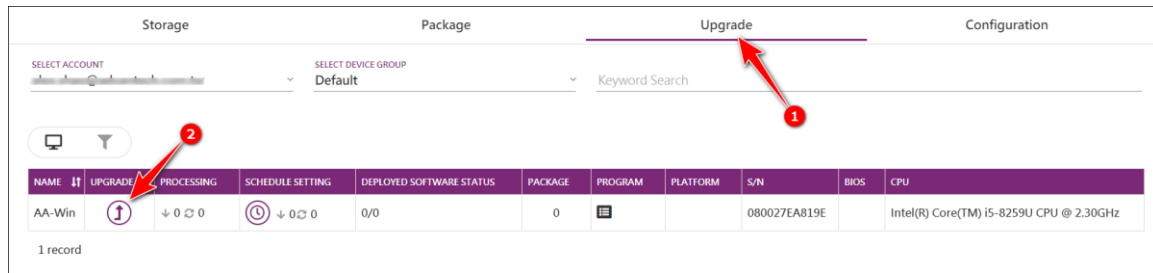 Storage Package Upgrade Configuration
SELECT ACCOUNT SELECT DEVICE GROUP
Default Keyword Search
1
2
NAME UPGRADE PROCESSING SCHEDULE SETTING DEPLOYED SOFTWARE STATUS PACKAGE PROGRAM PLATFORM S/N BIOS CPU
AA-Win 0 0 0 0 0/0 0 080027EA819E Intel(R) Core(TM) i5-8259U CPU @ 2.30GHz
1 record